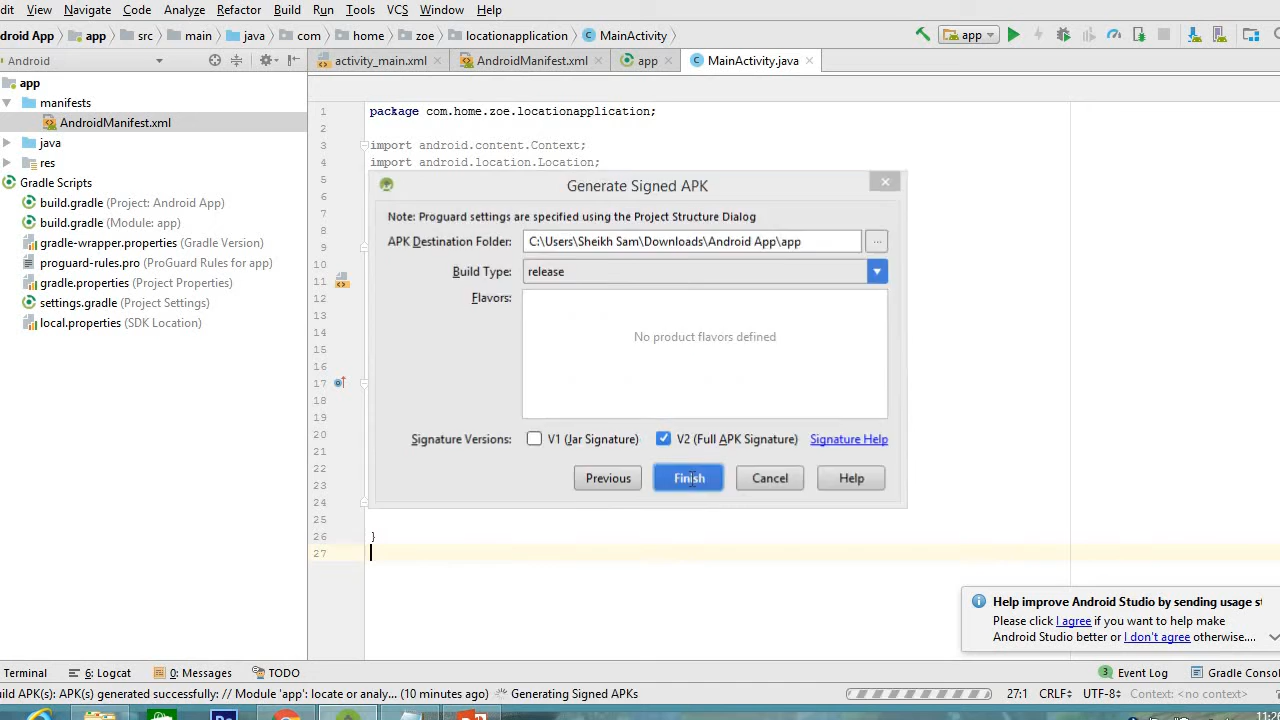 dit View Navigate Code Analyze Refactor Build Run Tools VCS Window Help
droid App app src main java com home zoe locationapplication MainActivity
app
Android
activity_main.xml AndroidManifest.xml app MainActivity.java
app
manifests
AndroidManifest.xml
java
res
Gradle Scripts
build.gradle (Project: Android App)
build.gradle (Module: app)
gradle-wrapper.properties (Gradle Version)
proguard-rules.pro (ProGuard Rules for app)
gradle.properties (Project Properties)
settings.gradle (Project Settings)
local.properties (SDK Location)
1 package com.home.zoe.locationapplication;
2
3 import android.content.Context;
4 import android.location.Location;
5
6
7
8
9
10
11
12
13
14
15
16
17
18
19
20
21
22
23
24
25
26 }
27
Generate Signed APK
Note: Proguard settings are specified using the Project Structure Dialog
APK Destination Folder: C:\Users\Sheikh Sam\Downloads\Android App\app ...
Build Type: release
Flavors:
No product flavors defined
Signature Versions: V1 (Jar Signature) V2 (Full APK Signature) Signature Help
Previous Finish Cancel Help
Help improve Android Studio by sending usage st
Please click I agree if you want to help make
Android Studio better or I don't agree otherwise....
Terminal 6: Logcat 0: Messages TODO Event Log Gradle Console
ild APK(s): APK(s) generated successfully: // Module 'app': locate or analy... (10 minutes ago) Generating Signed APKs 27:1 CRLF UTF-8 Context: <no context>